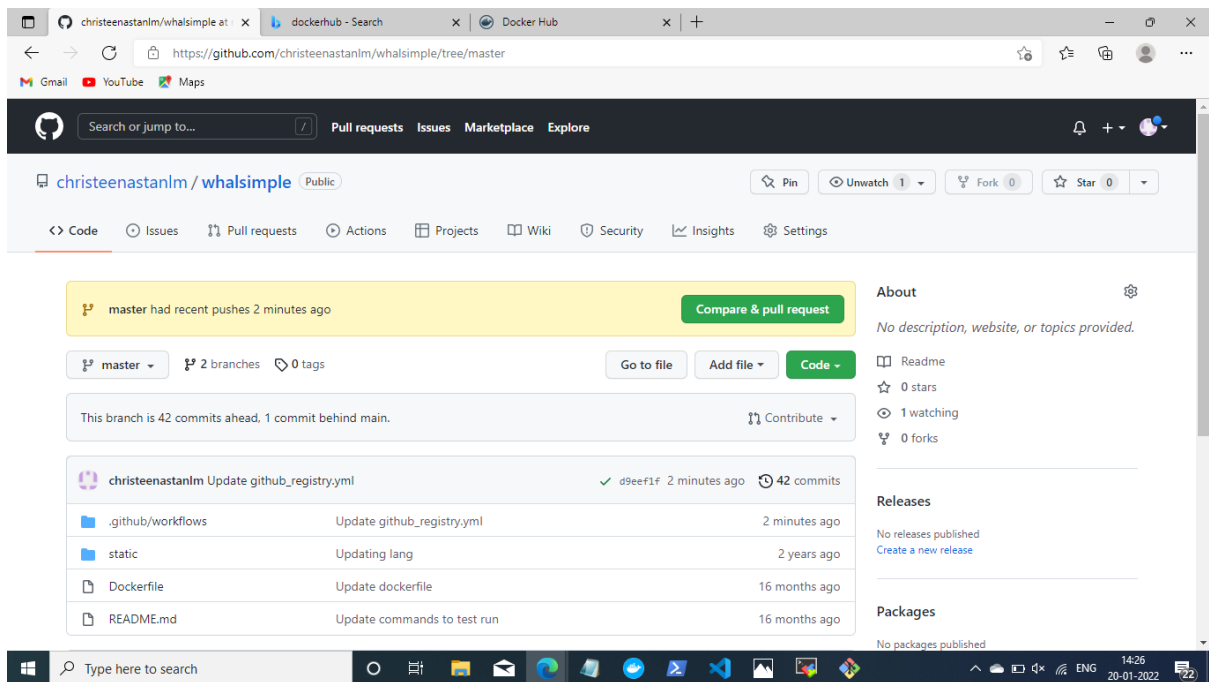 christeenastanlm/whalsimple at
dockerhub - Search
Docker Hub
https://github.com/christeenastanlm/whalsimple/tree/master
Gmail YouTube Maps
Search or jump to... / Pull requests Issues Marketplace Explore
christeenastanlm / whalsimple Public
Pin Unwatch 1 Fork 0 Star 0
Code Issues Pull requests Actions Projects Wiki Security Insights Settings
master had recent pushes 2 minutes ago Compare & pull request
master 2 branches 0 tags Go to file Add file Code
This branch is 42 commits ahead, 1 commit behind main. Contribute
christeenastanlm Update github_registry.yml d9eef1f 2 minutes ago 42 commits
.github/workflows Update github_registry.yml 2 minutes ago
static Updating lang 2 years ago
Dockerfile Update dockerfile 16 months ago
README.md Update commands to test run 16 months ago
About
No description, website, or topics provided.
Readme
0 stars
1 watching
0 forks
Releases
No releases published
Create a new release
Packages
No packages published
Type here to search
ENG
14:26
20-01-2022
22